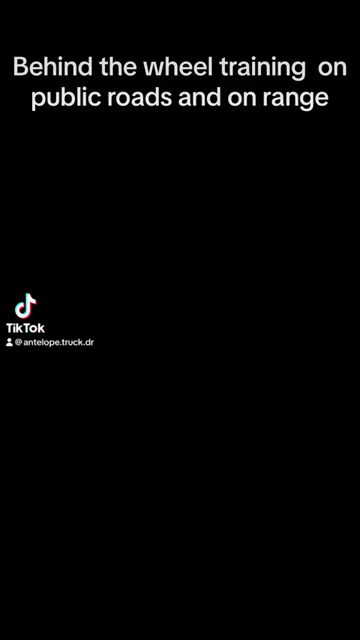 Behind the wheel training  on
public roads and on range
TikTok
@antelope.truck.dr